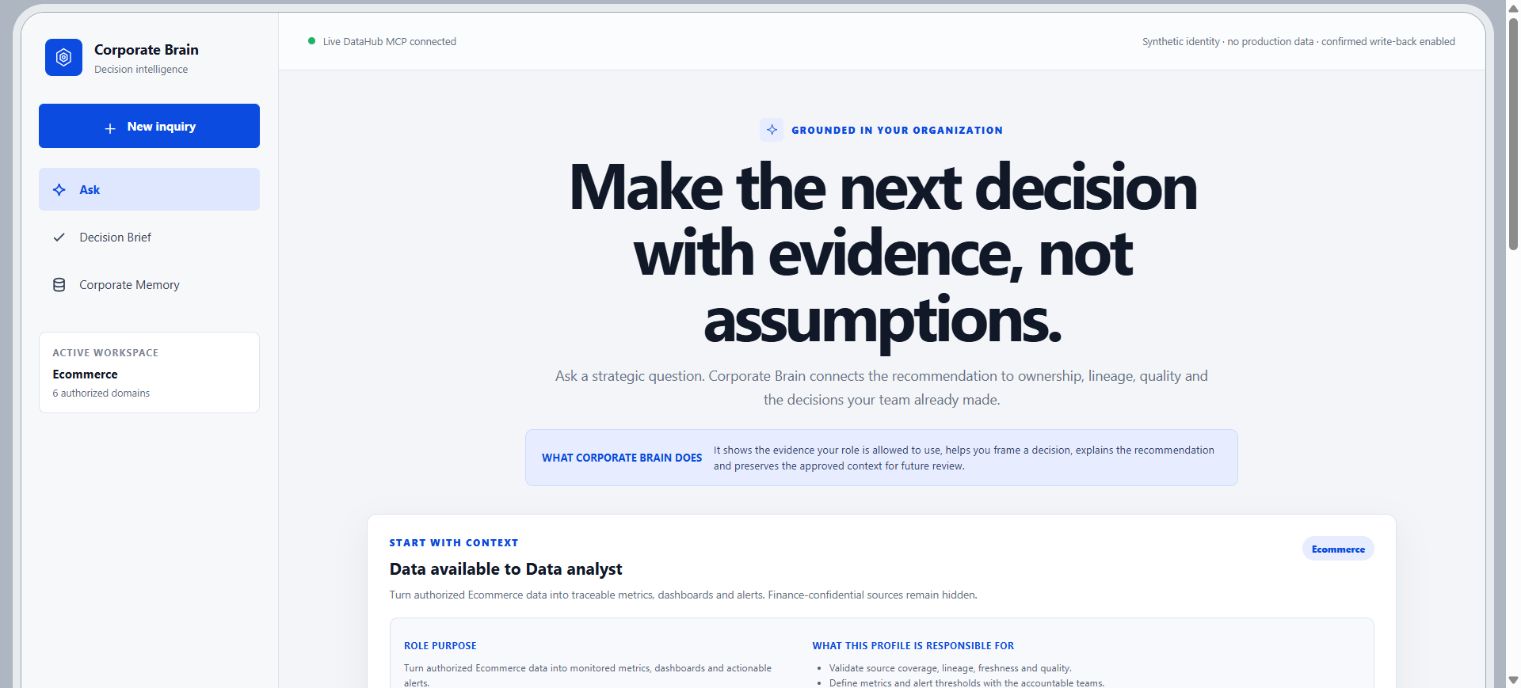 Corporate Brain
Decision intelligence
+ New inquiry
Ask
Decision Brief
Corporate Memory
ACTIVE WORKSPACE
Ecommerce
6 authorized domains
Live DataHub MCP connected
Synthetic identity · no production data · confirmed write-back enabled
GROUNDED IN YOUR ORGANIZATION
Make the next decision
with evidence, not
assumptions.
Ask a strategic question. Corporate Brain connects the recommendation to ownership, lineage, quality and
the decisions your team already made.
WHAT CORPORATE BRAIN DOES
It shows the evidence your role is allowed to use, helps you frame a decision, explains the recommendation
and preserves the approved context for future review.
START WITH CONTEXT
Ecommerce
Data available to Data analyst
Turn authorized Ecommerce data into traceable metrics, dashboards and alerts. Finance-confidential sources remain hidden.
ROLE PURPOSE
Turn authorized Ecommerce data into monitored metrics, dashboards and actionable
alerts.
WHAT THIS PROFILE IS RESPONSIBLE FOR
• Validate source coverage, lineage, freshness and quality.
• Define metrics and alert thresholds with the accountable teams.